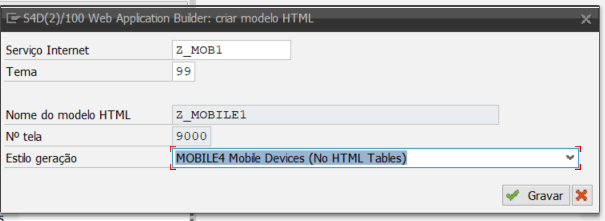 S4D(2)/100 Web Application Builder: criar modelo HTML
Serviço Internet Z_MOB1
Tema 99
Nome do modelo HTML Z_MOBILE1
Nº tela 9000
Estilo geração MOBILE4 Mobile Devices (No HTML Tables)
Gravar